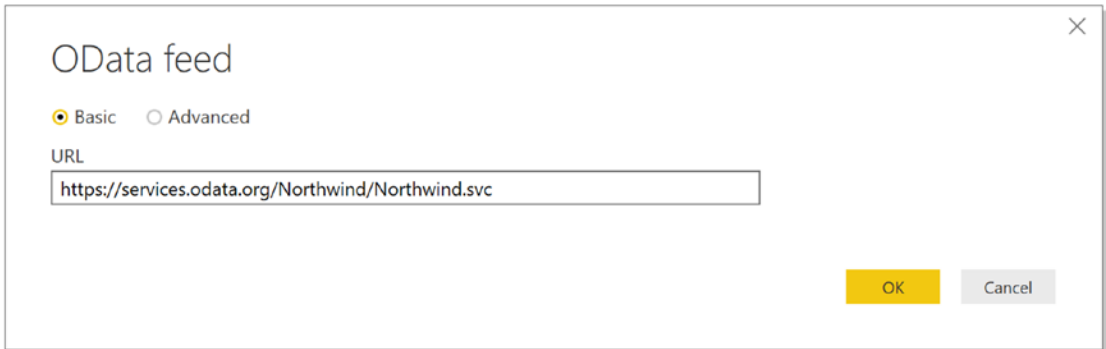 OData feed
Basic Advanced
URL
https://services.odata.org/Northwind/Northwind.svc
OK Cancel